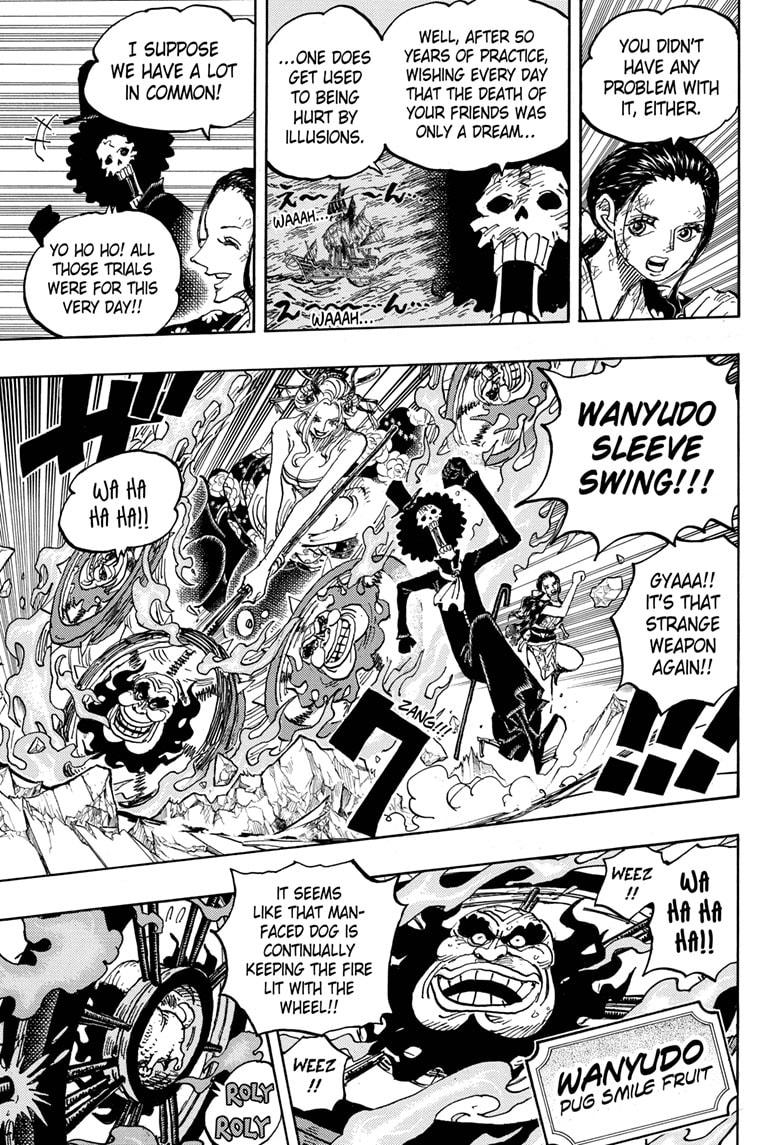 YOU DIDN'T
HAVE ANY
PROBLEM WITH
IT, EITHER.
WELL, AFTER 50
YEARS OF PRACTICE,
WISHING EVERY DAY
THAT THE DEATH OF
YOUR FRIENDS WAS
ONLY A DREAM...
...ONE DOES
GET USED
TO BEING
HURT BY
ILLUSIONS.
え〜〜ん…
WAAAH...
え〜〜ん…
WAAAH...
I SUPPOSE
WE HAVE A LOT
IN COMMON!
YO HO HO! ALL
THOSE TRIALS
WERE FOR THIS
VERY DAY!!
WANYUDO
SLEEVE
SWING!!!
WA HA
HA HA!!
GYAAA!!
IT'S THAT
STRANGE
WEAPON
AGAIN!!
ZANG!!!
WA
HA HA
HA!!
WEEZ
!!
IT SEEMS
LIKE THAT MAN-
FACED DOG IS
CONTINUALLY
KEEPING THE FIRE
LIT WITH THE
WHEEL!!
WEEZ
!!
WANYUDO
PUG SMILE FRUIT
ROLY
ROLY